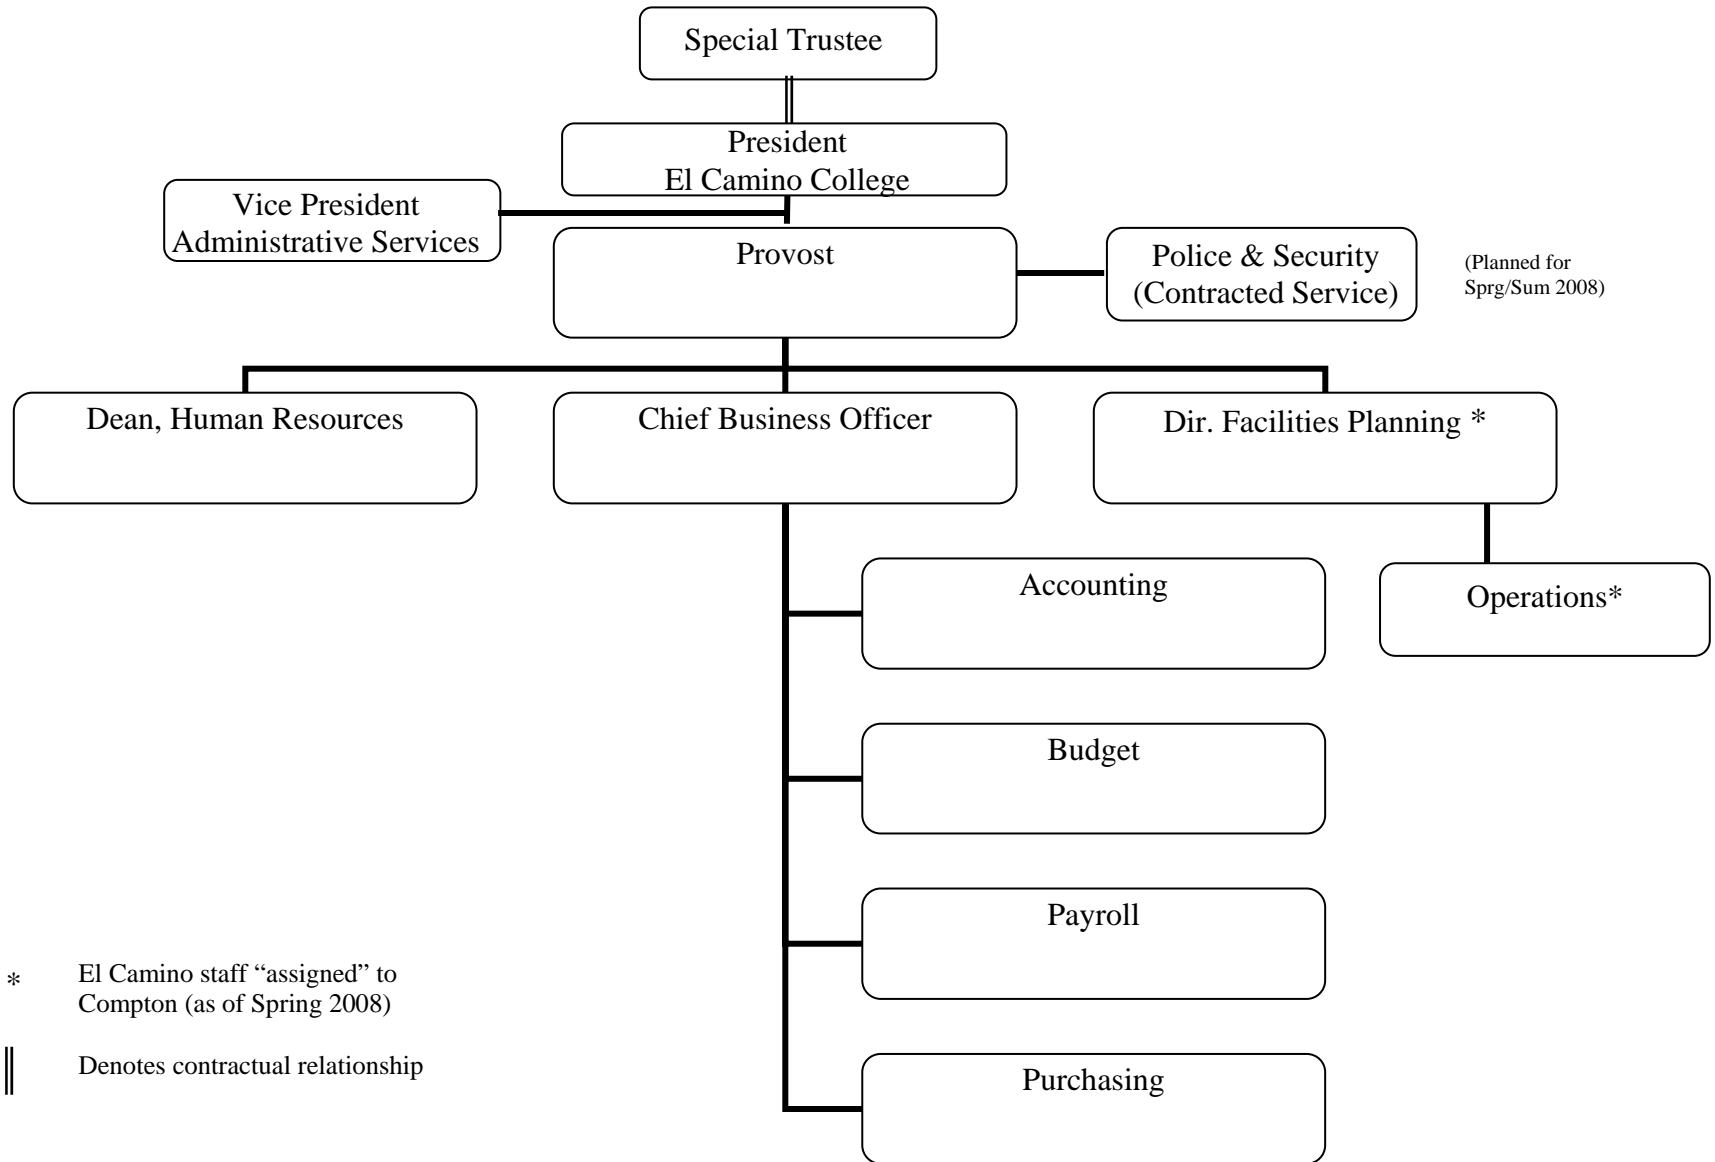 Special Trustee
President
El Camino College
Vice President
Administrative Services
Provost
Police & Security
(Contracted Service)
(Planned for
Sprg/Sum 2008)
Dean, Human Resources
Chief Business Officer
Dir. Facilities Planning *
Accounting
Operations*
Budget
Payroll
* El Camino staff “assigned” to
Compton (as of Spring 2008)
Denotes contractual relationship
Purchasing